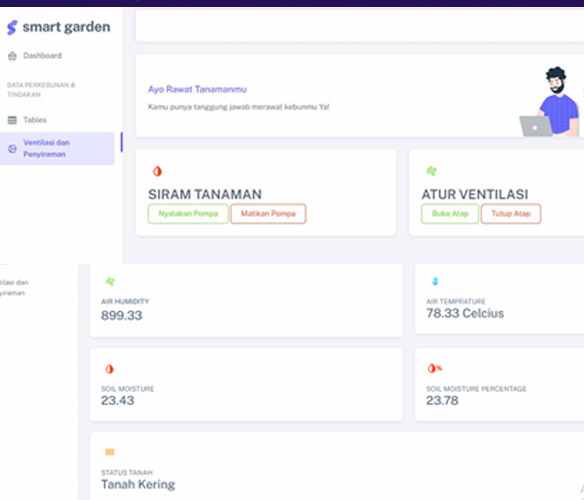 smart garden
Dashboard
DATA PERKEBUNAN &
TINDAKAN
Tables
Ventilasi dan
Penyiraman
Ayo Rawat Tanamanmu
Kamu punya tanggung jawab merawat kebunmu Ya!
SIRAM TANAMAN
Nyalakan Pompa
Matikan Pompa
ATUR VENTILASI
Buka Atap
Tutup Atap
tilasi dan
yiraman
AIR HUMIDITY
899.33
AIR TEMPRATURE
78.33 Celcius
SOIL MOISTURE
23.43
SOIL MOISTURE PERCENTAGE
23.78
STATUS TANAH
Tanah Kering